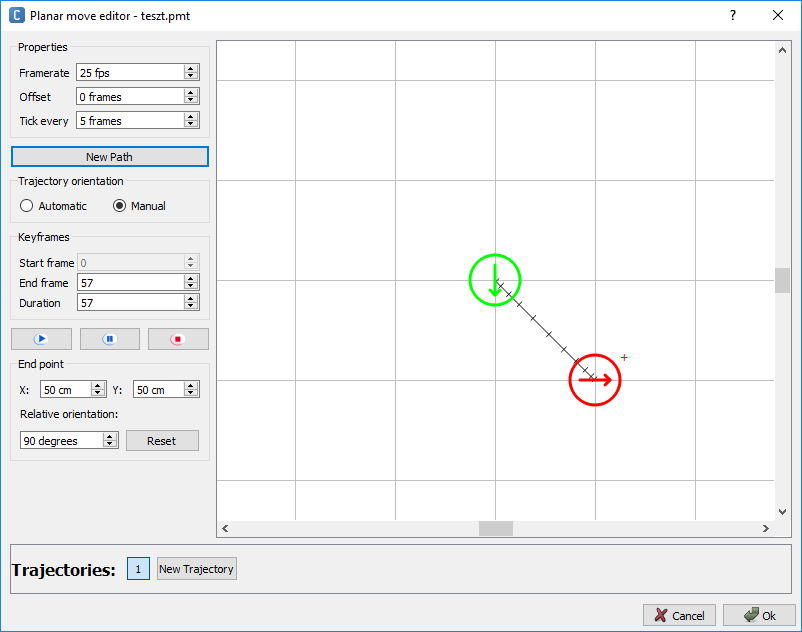 C Planar move editor - teszt.pmt ?
Properties
Framerate 25 fps
Offset 0 frames
Tick every 5 frames
New Path
Trajectory orientation
Automatic Manual
Keyframes
Start frame 0
End frame 57
Duration 57
End point
X: 50 cm Y: 50 cm
Relative orientation:
90 degrees Reset
Trajectories: 1 New Trajectory
Cancel Ok